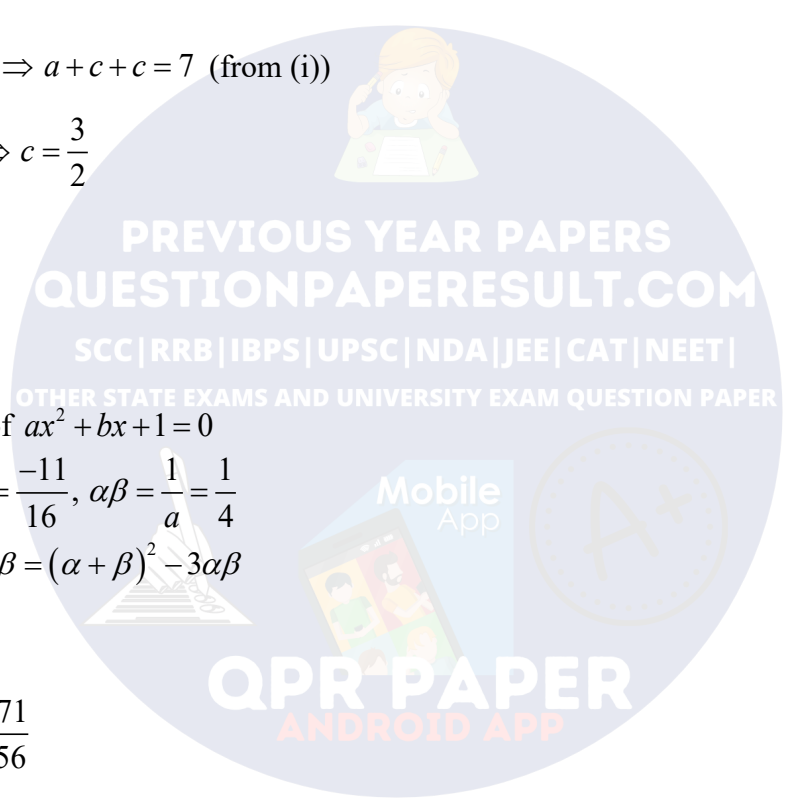 ⇒ a + c + c = 7 (from (i))
⇒ c = 3/2
PREVIOUS YEAR PAPERS
QUESTIONPAPERESULT.COM
SCC|RRB|IBPS|UPSC|NDA|JEE|CAT|NEET|
OTHER STATE EXAMS AND UNIVERSITY EXAM QUESTION PAPER
f ax² + bx + 1 = 0
= −11/16, αβ = 1/a = 1/4
β = (α + β)² − 3αβ
Mobile
App
A+
QPR PAPER
ANDROID APP
71
56